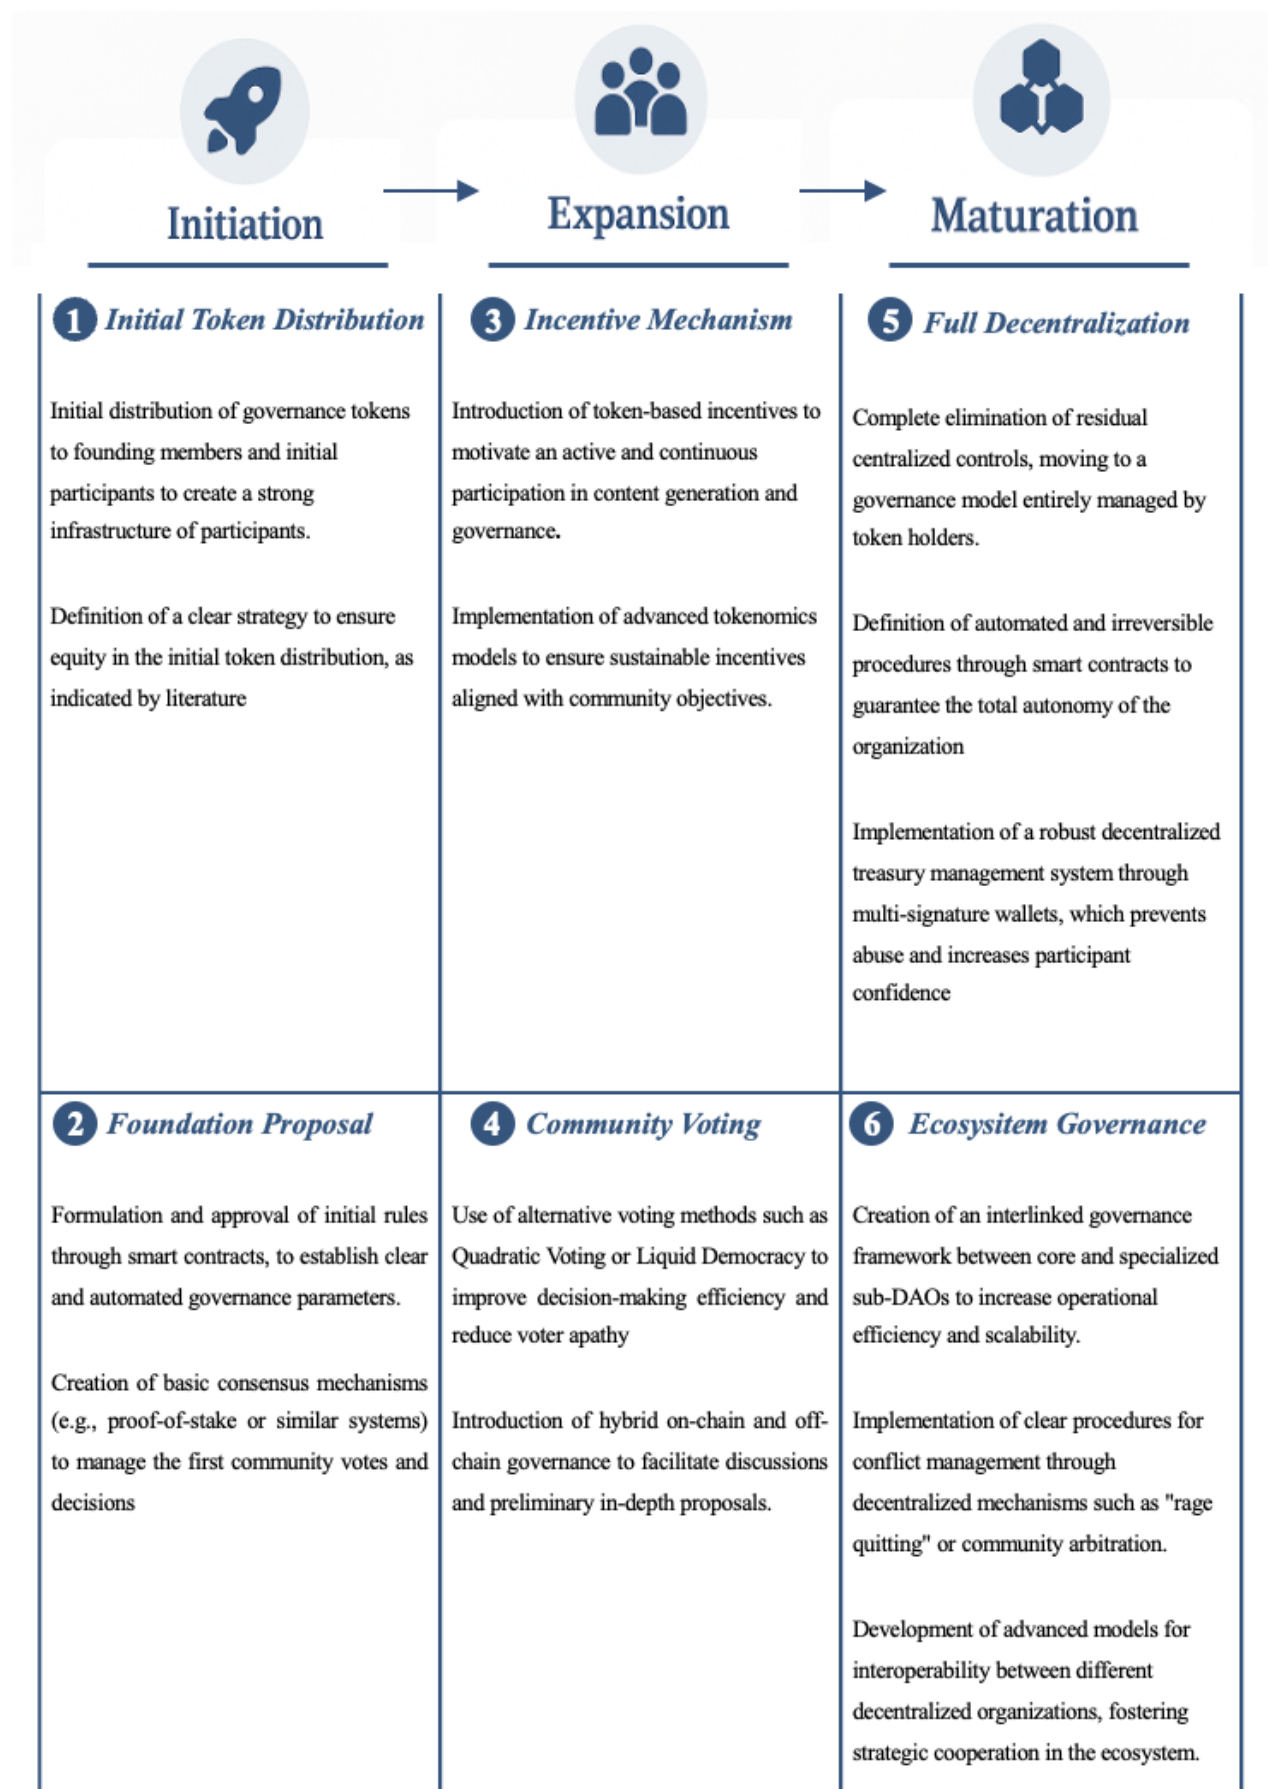 Initiation
Expansion
Maturation
1 Initial Token Distribution
Initial distribution of governance tokens
to founding members and initial
participants to create a strong
infrastructure of participants.
Definition of a clear strategy to ensure
equity in the initial token distribution, as
indicated by literature
3 Incentive Mechanism
Introduction of token-based incentives to
motivate an active and continuous
participation in content generation and
governance.
Implementation of advanced tokenomics
models to ensure sustainable incentives
aligned with community objectives.
5 Full Decentralization
Complete elimination of residual
centralized controls, moving to a
governance model entirely managed by
token holders.
Definition of automated and irreversible
procedures through smart contracts to
guarantee the total autonomy of the
organization
Implementation of a robust decentralized
treasury management system through
multi-signature wallets, which prevents
abuse and increases participant
confidence
2 Foundation Proposal
Formulation and approval of initial rules
through smart contracts, to establish clear
and automated governance parameters.
Creation of basic consensus mechanisms
(e.g., proof-of-stake or similar systems)
to manage the first community votes and
decisions
4 Community Voting
Use of alternative voting methods such as
Quadratic Voting or Liquid Democracy to
improve decision-making efficiency and
reduce voter apathy
Introduction of hybrid on-chain and off-
chain governance to facilitate discussions
and preliminary in-depth proposals.
6 Ecosysitem Governance
Creation of an interlinked governance
framework between core and specialized
sub-DAOs to increase operational
efficiency and scalability.
Implementation of clear procedures for
conflict management through
decentralized mechanisms such as "rage
quitting" or community arbitration.
Development of advanced models for
interoperability between different
decentralized organizations, fostering
strategic cooperation in the ecosystem.